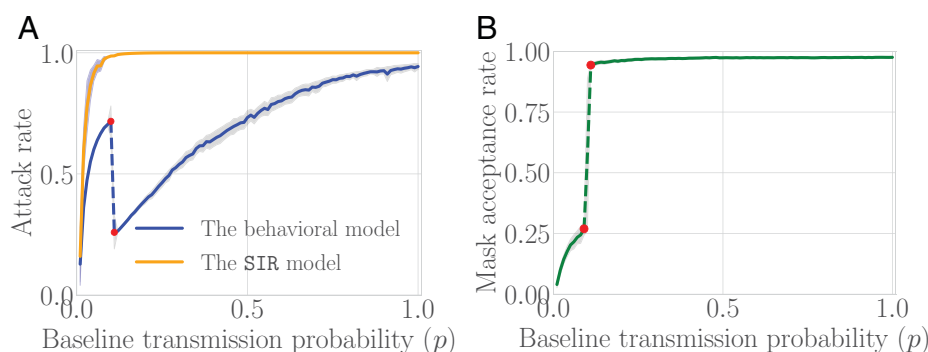 A
Attack rate
1.0
0.5
0.0
0.0
0.5
1.0
The behavioral model
The SIR model
Baseline transmission probability (p)
B
Mask acceptance rate
1.00
0.75
0.50
0.25
0.00
0.0
0.5
1.0
Baseline transmission probability (p)